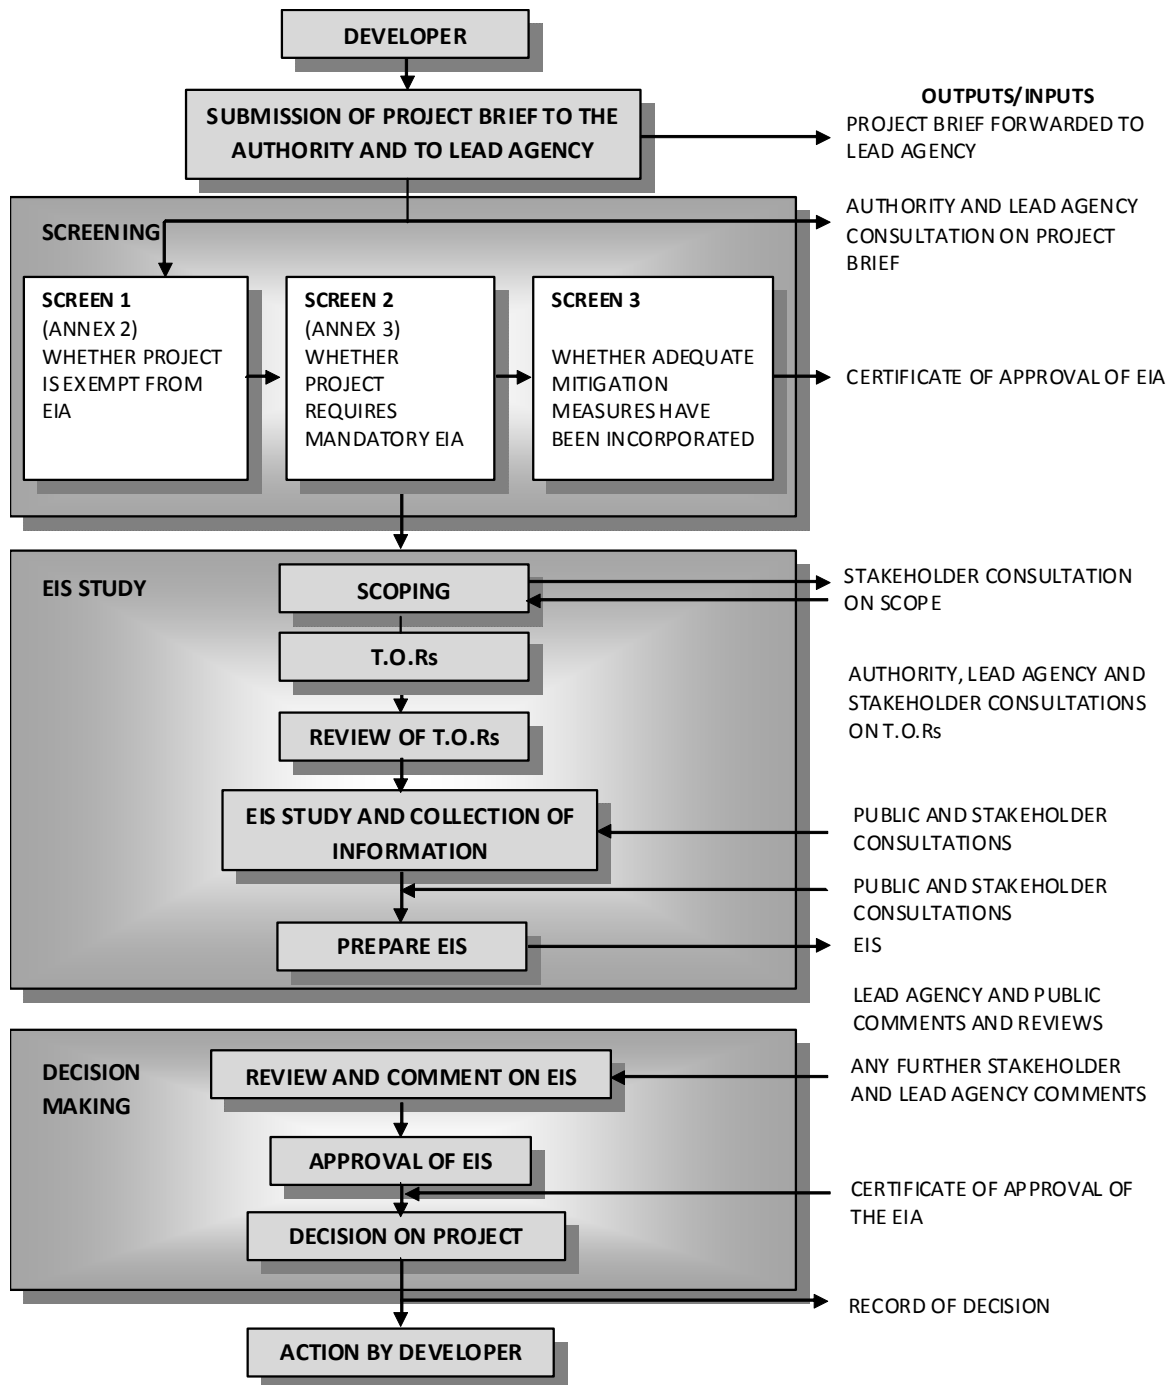 DEVELOPER
OUTPUTS/INPUTS
SUBMISSION OF PROJECT BRIEF TO THE
AUTHORITY AND TO LEAD AGENCY
PROJECT BRIEF FORWARDED TO
LEAD AGENCY
SCREENING
AUTHORITY AND LEAD AGENCY
CONSULTATION ON PROJECT
BRIEF
SCREEN 1
(ANNEX 2)
WHETHER PROJECT
IS EXEMPT FROM
EIA
SCREEN 2
(ANNEX 3)
WHETHER
PROJECT
REQUIRES
MANDATORY EIA
SCREEN 3
WHETHER ADEQUATE
MITIGATION
MEASURES HAVE
BEEN INCORPORATED
CERTIFICATE OF APPROVAL OF EIA
EIS STUDY
SCOPING
STAKEHOLDER CONSULTATION
ON SCOPE
T.O.Rs
AUTHORITY, LEAD AGENCY AND
STAKEHOLDER CONSULTATIONS
ON T.O.Rs
REVIEW OF T.O.Rs
EIS STUDY AND COLLECTION OF
INFORMATION
PUBLIC AND STAKEHOLDER
CONSULTATIONS
PUBLIC AND STAKEHOLDER
CONSULTATIONS
PREPARE EIS
EIS
LEAD AGENCY AND PUBLIC
COMMENTS AND REVIEWS
DECISION
MAKING
REVIEW AND COMMENT ON EIS
ANY FURTHER STAKEHOLDER
AND LEAD AGENCY COMMENTS
APPROVAL OF EIS
CERTIFICATE OF APPROVAL OF
THE EIA
DECISION ON PROJECT
RECORD OF DECISION
ACTION BY DEVELOPER